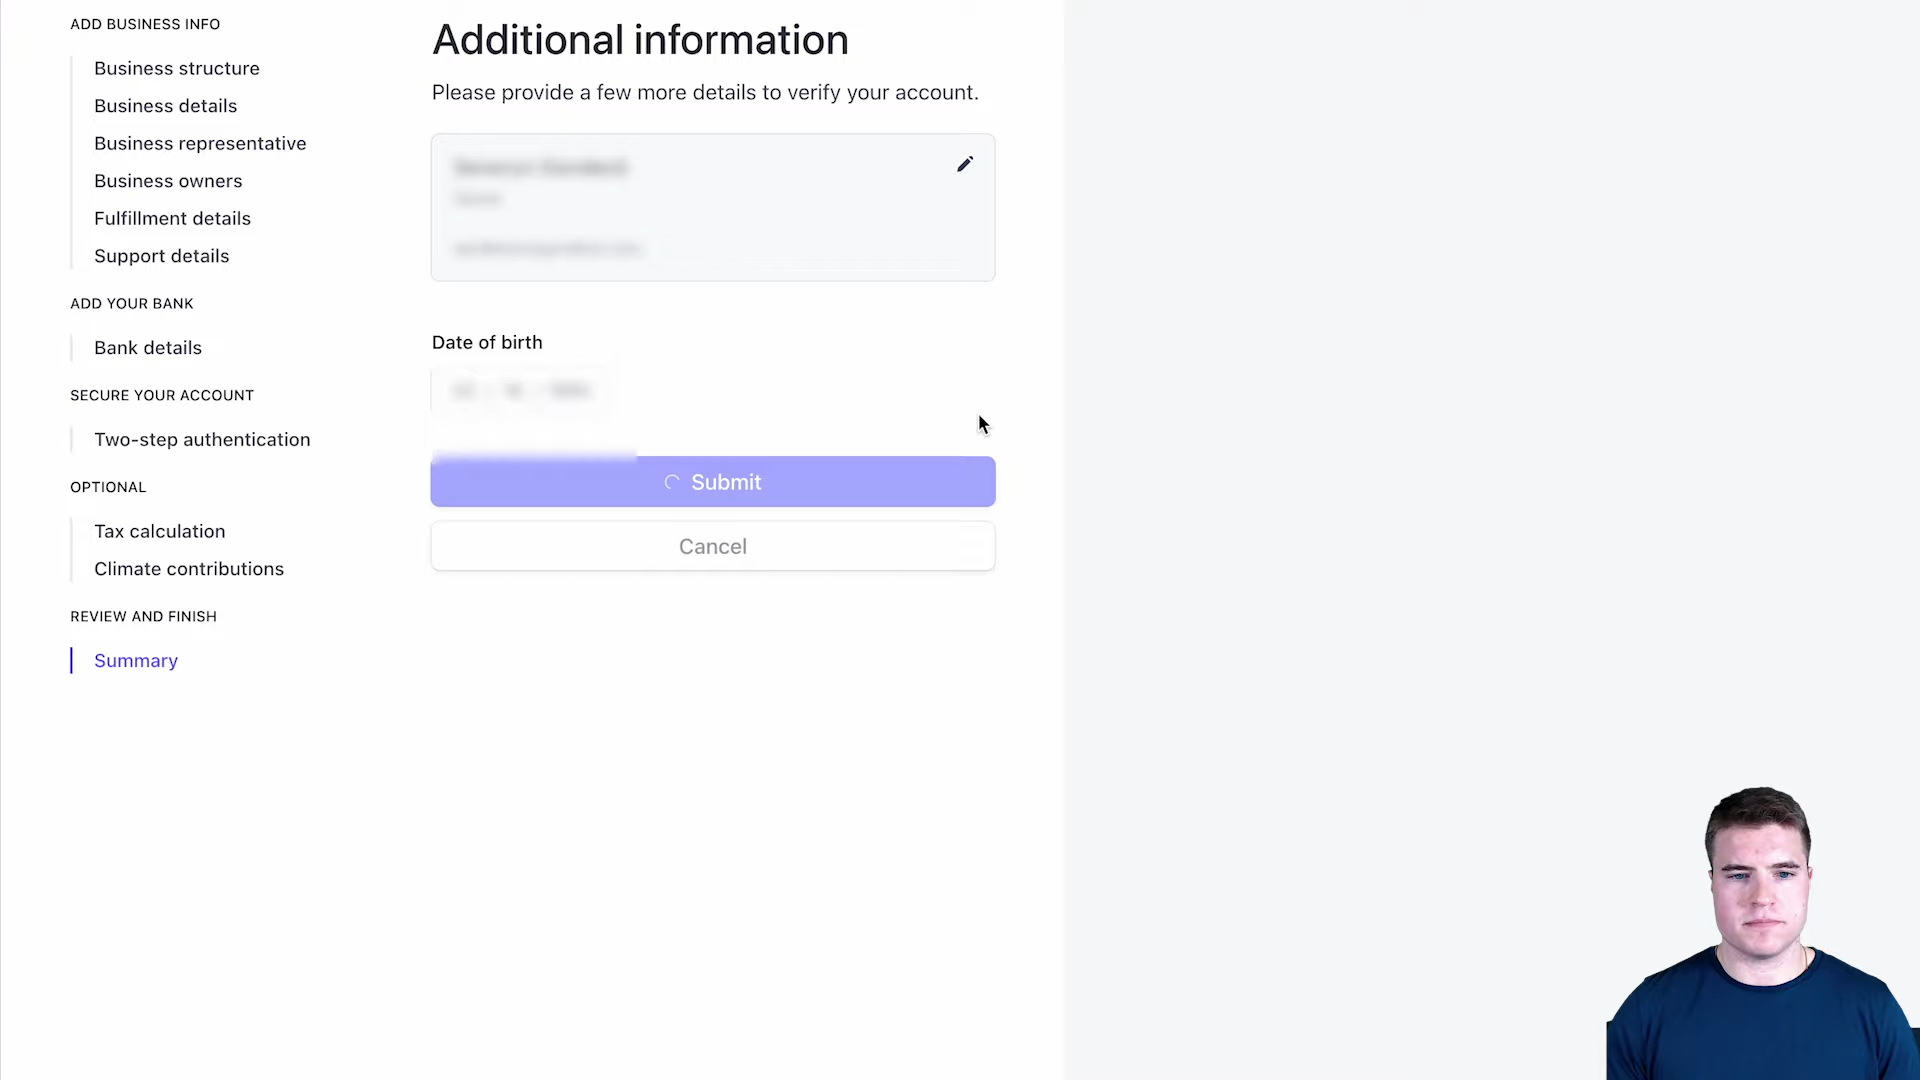 ADD BUSINESS INFO
Business structure
Business details
Business representative
Business owners
Fulfillment details
Support details
ADD YOUR BANK
Bank details
SECURE YOUR ACCOUNT
Two-step authentication
OPTIONAL
Tax calculation
Climate contributions
REVIEW AND FINISH
Summary
Additional information
Please provide a few more details to verify your account.
Date of birth
Submit
Cancel